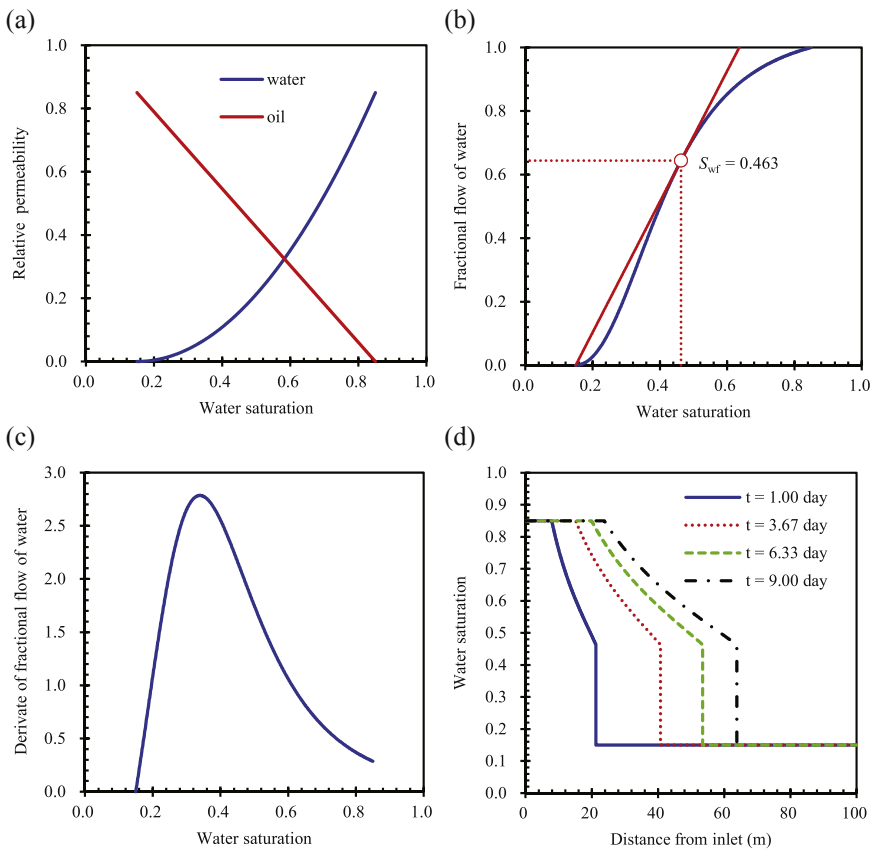 (a)
1.0
0.8
0.6
0.4
0.2
0.0
Relative permeability
water
oil
0.0 0.2 0.4 0.6 0.8 1.0
Water saturation
(b)
1.0
0.8
0.6
0.4
0.2
0.0
Fractional flow of water
Swf = 0.463
0.0 0.2 0.4 0.6 0.8 1.0
Water saturation
(c)
3.0
2.5
2.0
1.5
1.0
0.5
0.0
Derivate of fractional flow of water
0.0 0.2 0.4 0.6 0.8 1.0
Water saturation
(d)
1.0
0.9
0.8
0.7
0.6
0.5
0.4
0.3
0.2
0.1
0.0
Water saturation
t = 1.00 day
t = 3.67 day
t = 6.33 day
t = 9.00 day
0 20 40 60 80 100
Distance from inlet (m)